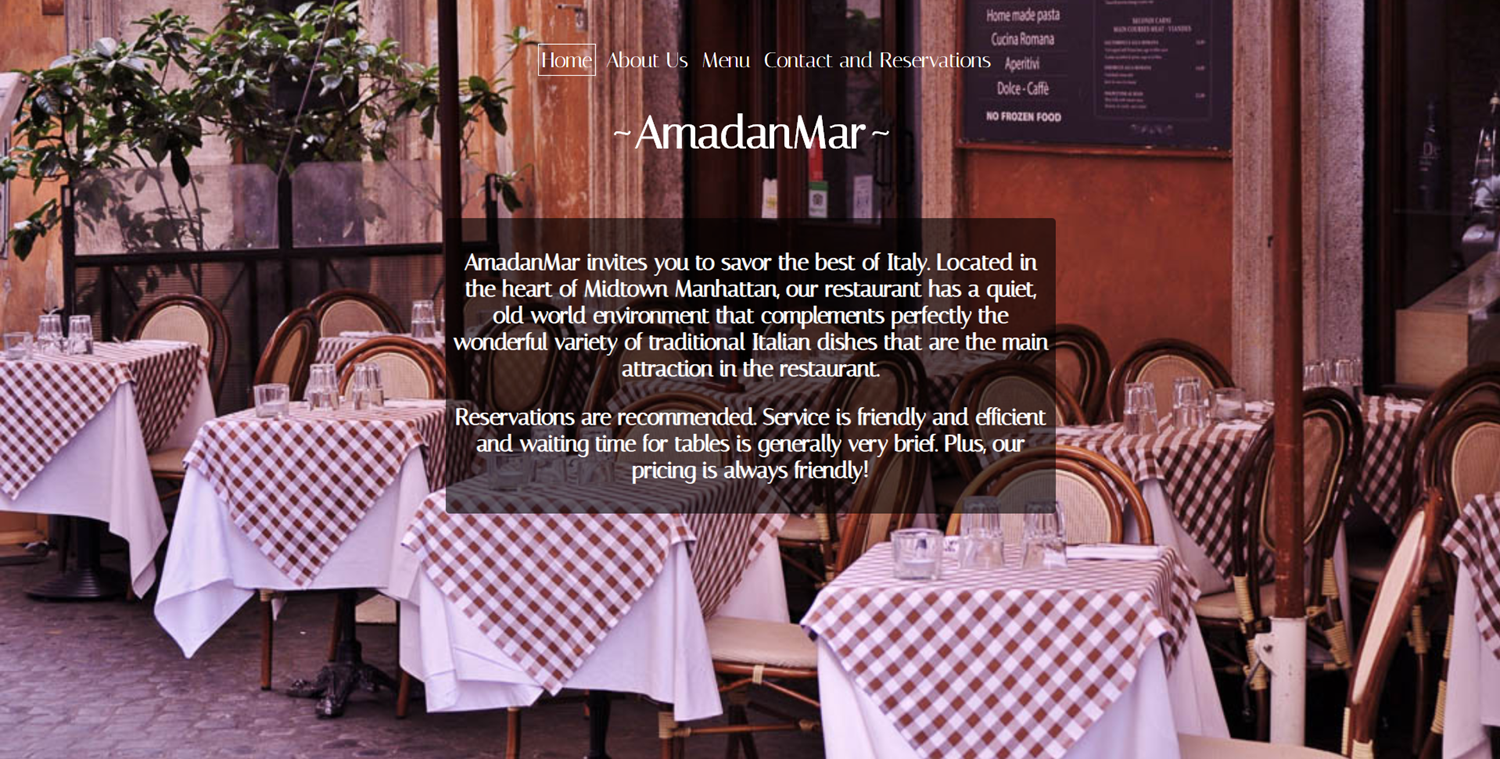 Home About Us Menu Contact and Reservations
~AmadanMar~
AmadanMar invites you to savor the best of Italy. Located in
the heart of Midtown Manhattan, our restaurant has a quiet,
old world environment that complements perfectly the
wonderful variety of traditional Italian dishes that are the main
attraction in the restaurant.
Reservations are recommended. Service is friendly and efficient
and waiting time for tables is generally very brief. Plus, our
pricing is always friendly!
Home made pasta
Cucina Romana
Aperitivi
Dolce - Caffè
NO FROZEN FOOD
SECONDI CARNE
MAIN COURSES MEAT - VIANDES